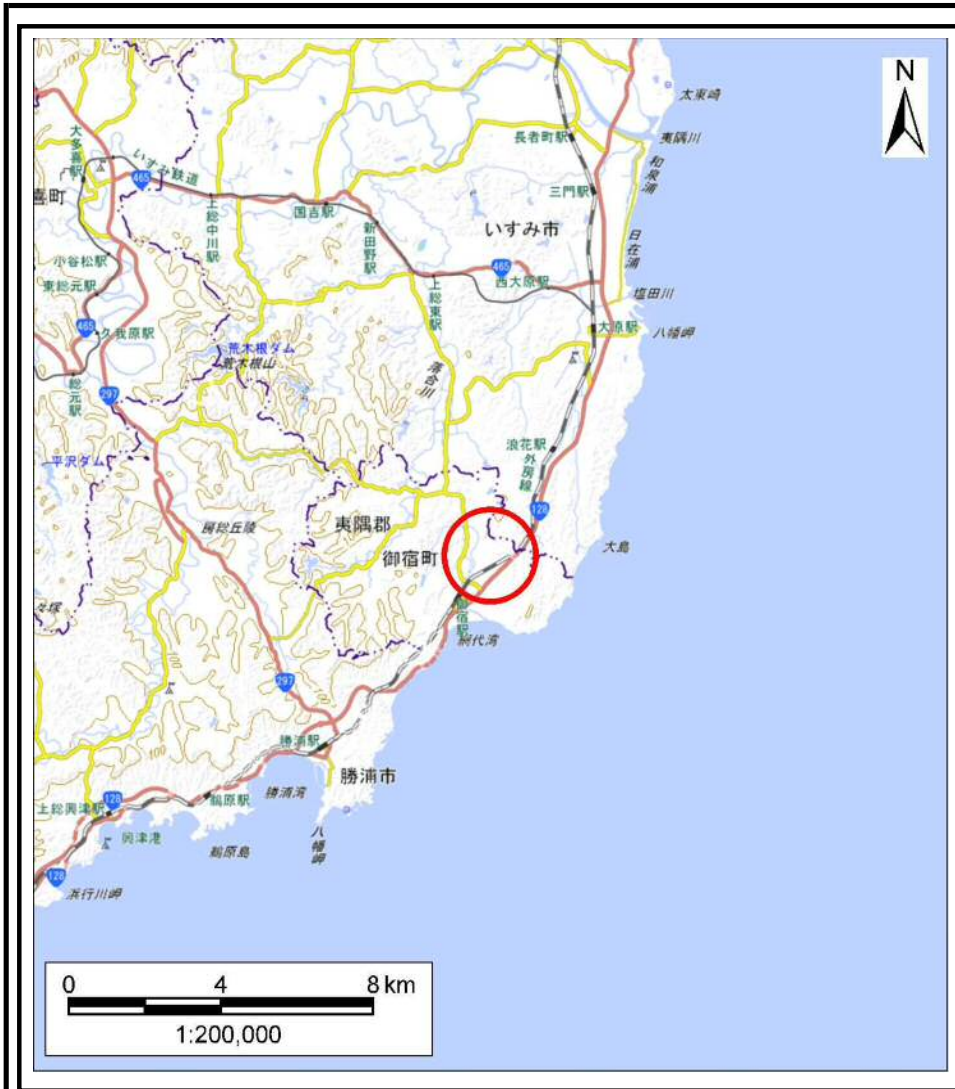 N
太東崎
長者町駅
夷隅川
和泉浦
大多喜駅
465
いすみ鉄道
三門駅
喜町
上総中川駅
国吉駅
新田野駅
いすみ市
日在浦
小谷松駅
東総元駅
465
西大原駅
上総東駅
塩田川
465
久我原駅
大原駅
八幡岬
荒木根ダム
荒木根山
落合川
総元駅
297
浪花駅
外房線
平沢ダム
128
房総丘陵
夷隅郡
御宿町
大島
御宿駅
網代湾
297
勝浦駅
勝浦市
勝浦湾
上総興津駅
128
鵜原駅
興津港
鵜原島
八幡岬
128
浜行川岬
0 4 8 km
1:200,000